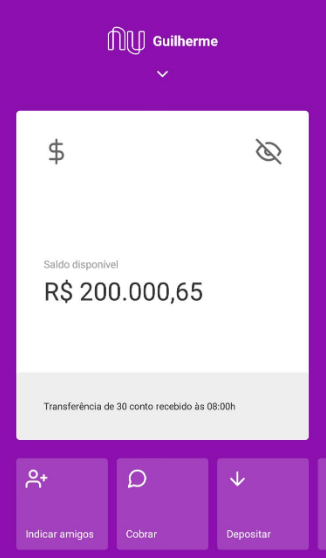 nu Guilherme
$
Saldo disponível
R$ 200.000,65
Transferência de 30 conto recebido às 08:00h
Indicar amigos
Cobrar
Depositar